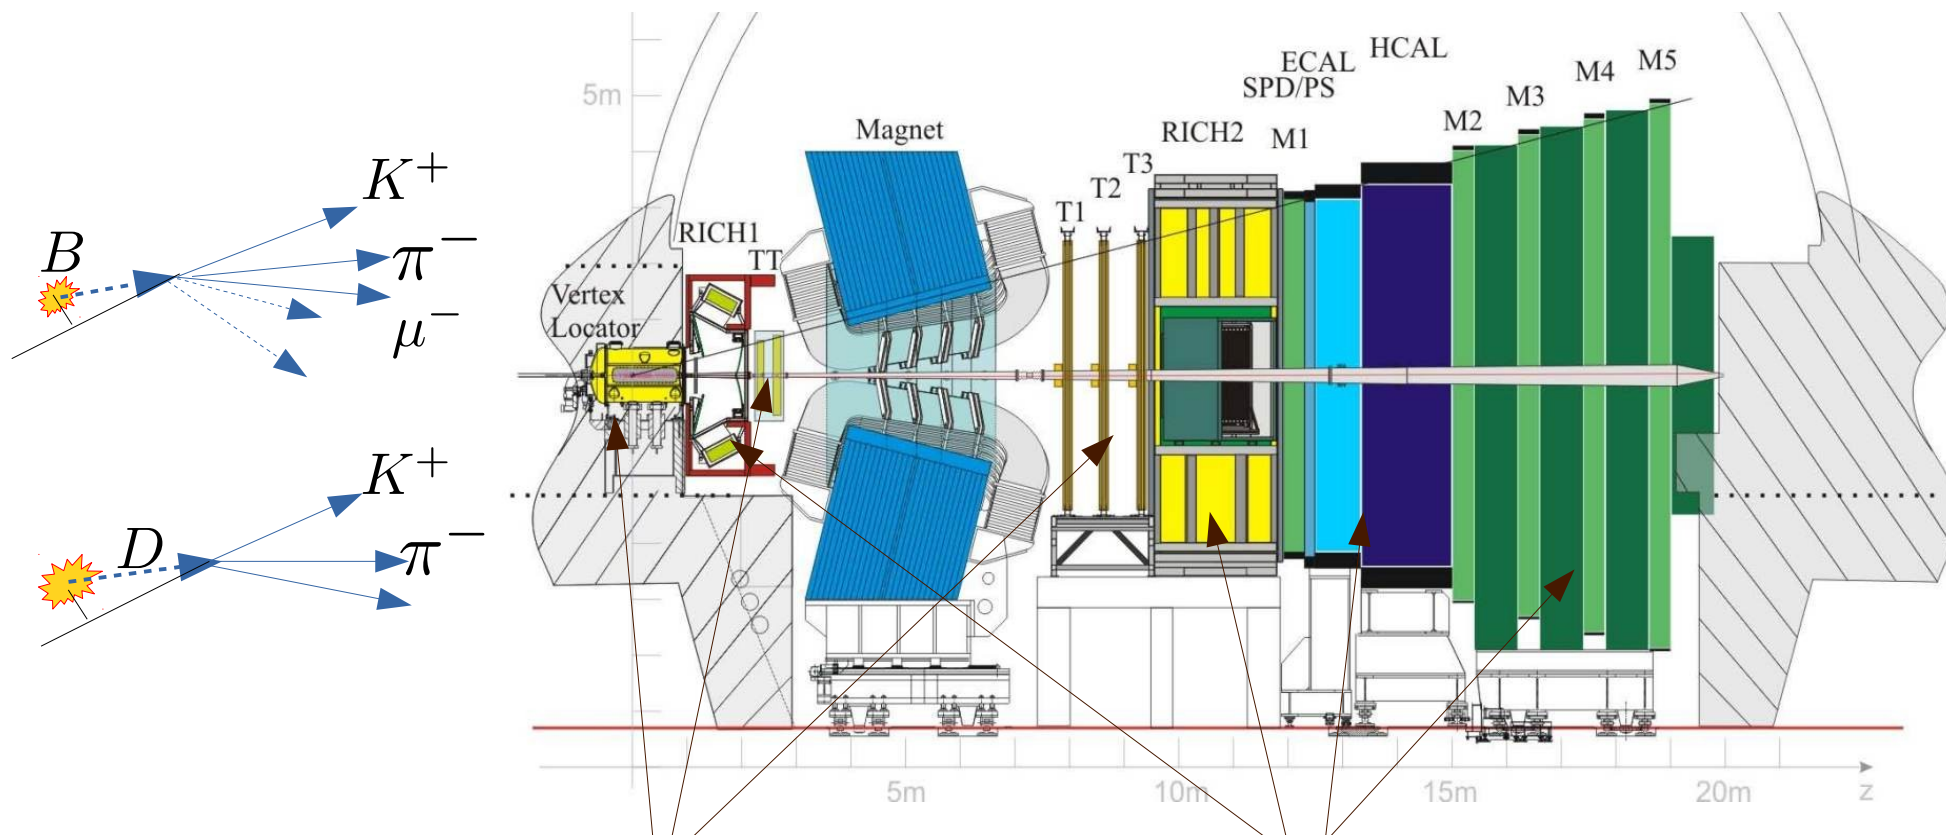 K⁺
B
π⁻
μ⁻
K⁺
D
π⁻
5m
Vertex
Locator
RICH1
TT
Magnet
T1
T2
T3
RICH2
M1
SPD/PS
ECAL
HCAL
M2
M3
M4
M5
5m
10m
15m
20m
z